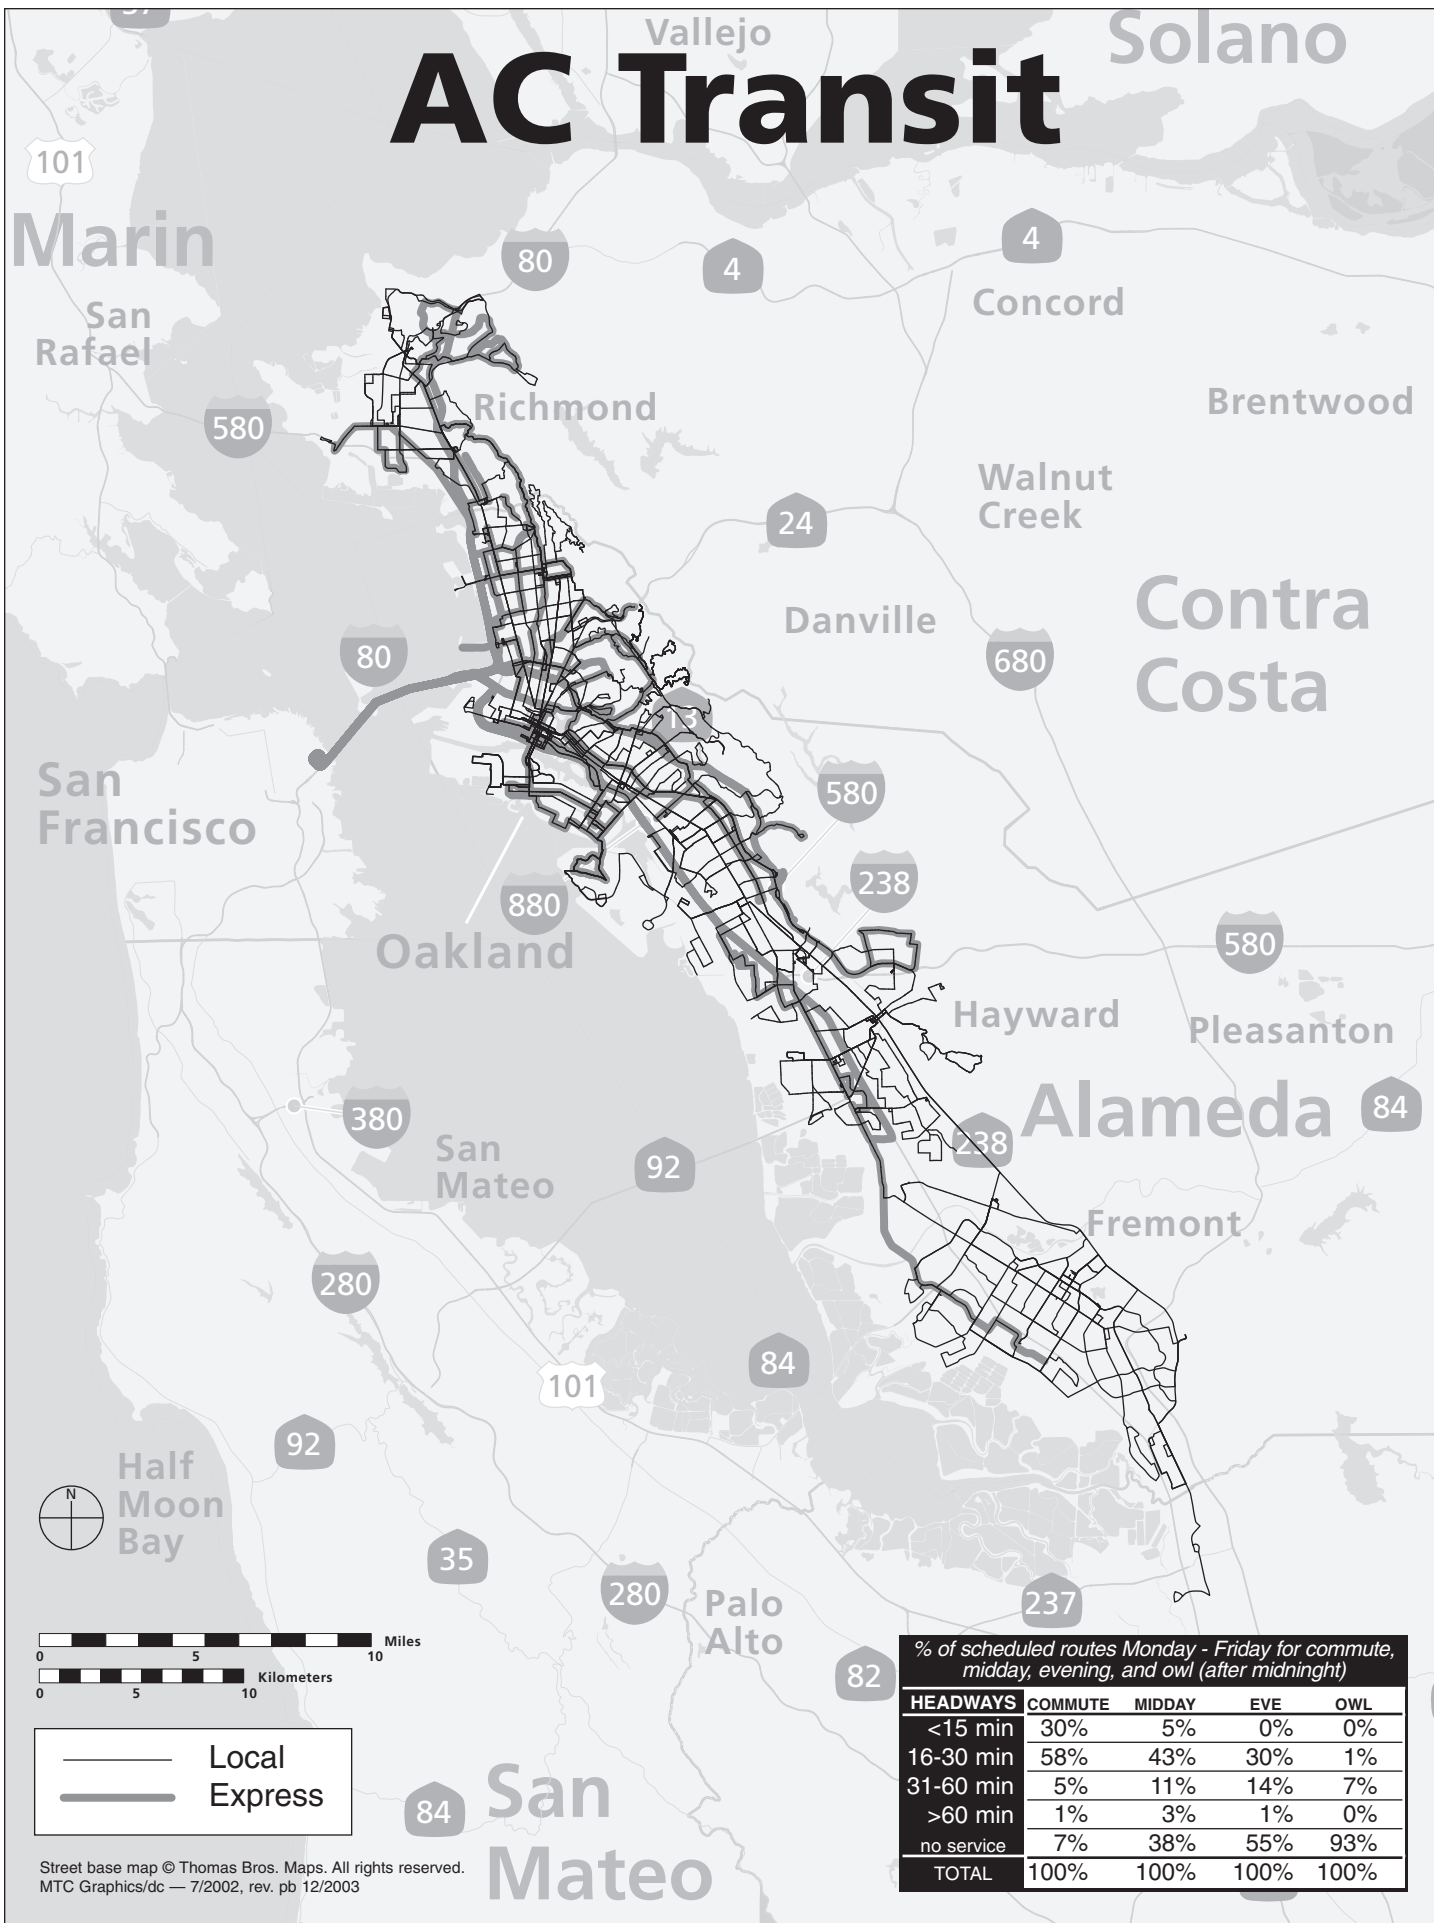 37
Vallejo
Solano
AC Transit
101
Marin
80
4
4
San
Rafael
Concord
580
Richmond
Brentwood
Walnut
Creek
24
Contra
Costa
Danville
80
680
13
San
Francisco
580
238
880
Oakland
580
Hayward
Pleasanton
Alameda
84
380
San
Mateo
92
238
Fremont
280
84
101
92
Half
Moon
Bay
N
35
280
Palo
Alto
237
82
Miles
0 5 10
Kilometers
0 5 10
Local
Express
84
San
Mateo
Street base map © Thomas Bros. Maps. All rights reserved.
MTC Graphics/dc — 7/2002, rev. pb 12/2003
% of scheduled routes Monday - Friday for commute,
midday, evening, and owl (after midninght)
HEADWAYS COMMUTE MIDDAY EVE OWL
<15 min 30% 5% 0% 0%
16-30 min 58% 43% 30% 1%
31-60 min 5% 11% 14% 7%
>60 min 1% 3% 1% 0%
no service 7% 38% 55% 93%
TOTAL 100% 100% 100% 100%